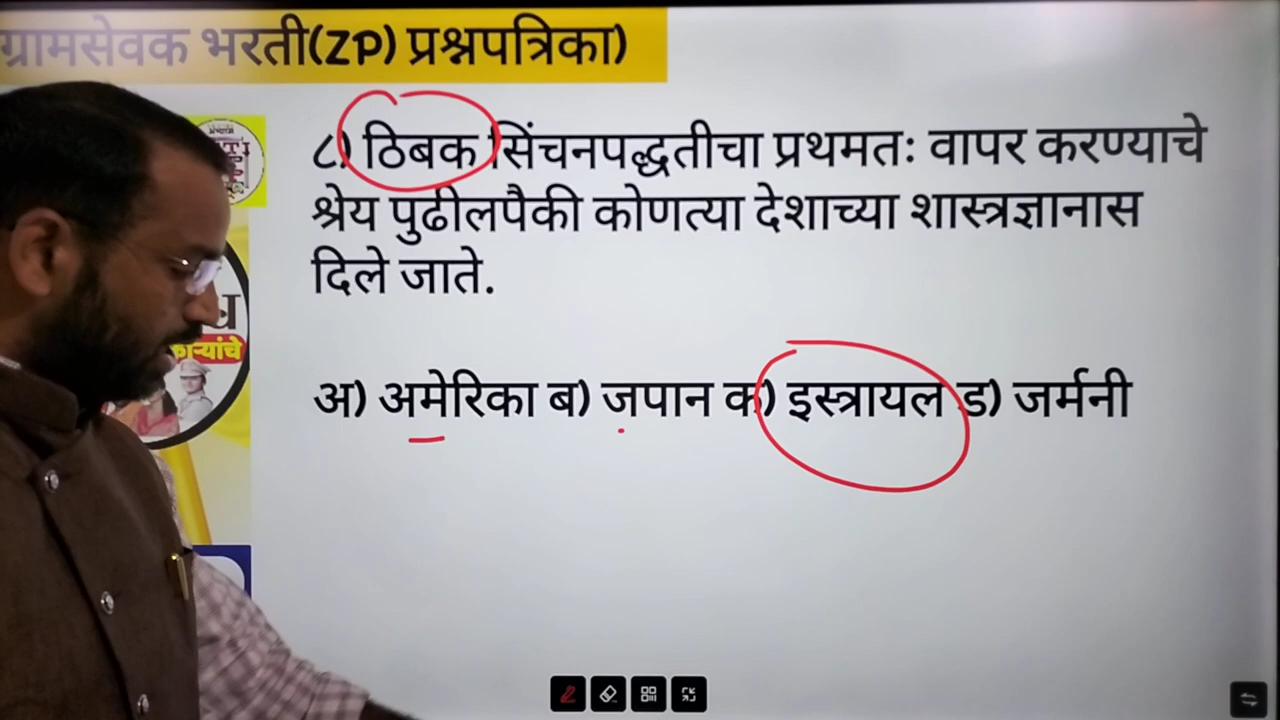 ग्रामसेवक भरती(ZP) प्रश्नपत्रिका)
८) ठिबक सिंचनपद्धतीचा प्रथमतः वापर करण्याचे
श्रेय पुढीलपैकी कोणत्या देशाच्या शास्त्रज्ञानास
दिले जाते.
अ) अमेरिका ब) जपान क) इस्त्रायल ड) जर्मनी